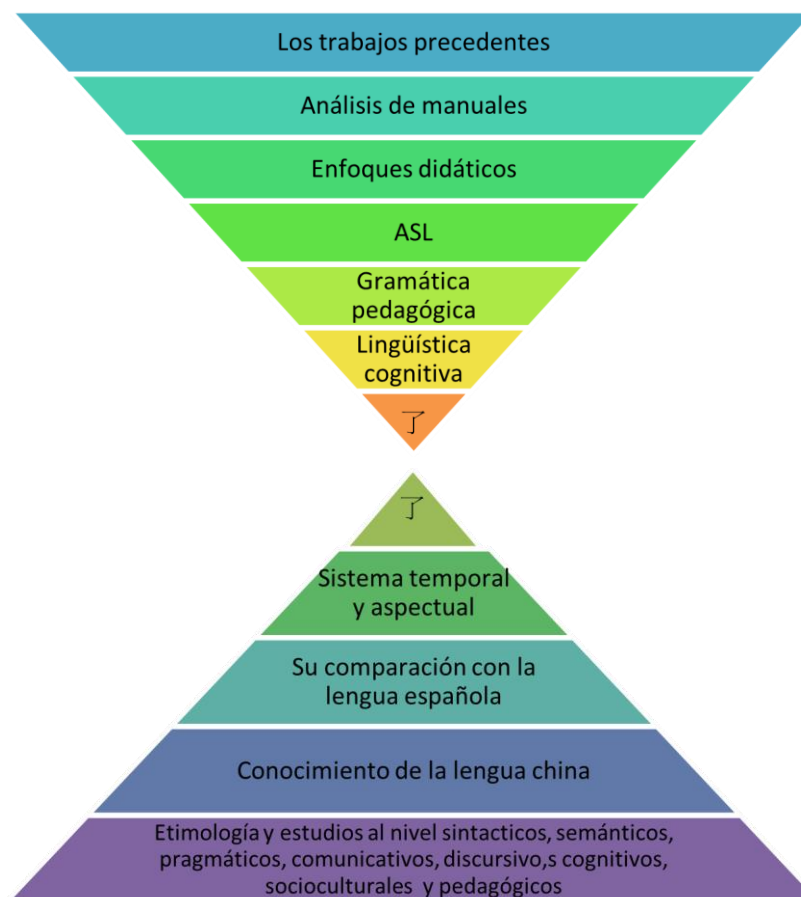 Los trabajos precedentes
Análisis de manuales
Enfoques didáticos
ASL
Gramática
pedagógica
Lingüística
cognitiva
了
了
Sistema temporal
y aspectual
Su comparación con la
lengua española
Conocimiento de la lengua china
Etimología y estudios al nivel sintacticos, semánticos,
pragmáticos, comunicativos, discursivo,s cognitivos,
socioculturales y pedagógicos